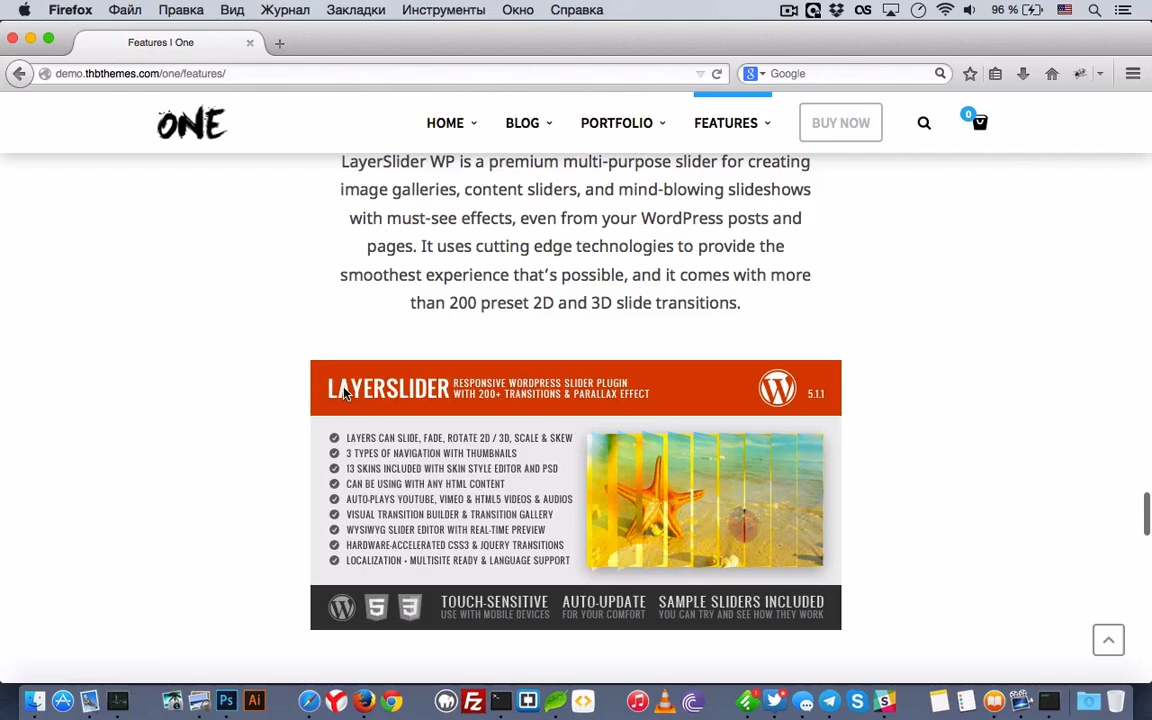 Firefox Файл Правка Вид Журнал Закладки Инструменты Окно Справка 96 %
Features | One
demo.thbthemes.com/one/features/
Google
ONE
HOME BLOG PORTFOLIO FEATURES BUY NOW 0
LayerSlider WP is a premium multi-purpose slider for creating
image galleries, content sliders, and mind-blowing slideshows
with must-see effects, even from your WordPress posts and
pages. It uses cutting edge technologies to provide the
smoothest experience that's possible, and it comes with more
than 200 preset 2D and 3D slide transitions.
LAYERSLIDER RESPONSIVE WORDPRESS SLIDER PLUGIN
WITH 200+ TRANSITIONS & PARALLAX EFFECT
5.1.1
LAYERS CAN SLIDE, FADE, ROTATE 2D / 3D, SCALE & SKEW
3 TYPES OF NAVIGATION WITH THUMBNAILS
13 SKINS INCLUDED WITH SKIN STYLE EDITOR AND PSD
CAN BE USING WITH ANY HTML CONTENT
AUTO-PLAYS YOUTUBE, VIMEO & HTML5 VIDEOS & AUDIOS
VISUAL TRANSITION BUILDER & TRANSITION GALLERY
WYSIWYG SLIDER EDITOR WITH REAL-TIME PREVIEW
HARDWARE-ACCELERATED CSS3 & JQUERY TRANSITIONS
LOCALIZATION • MULTISITE READY & LANGUAGE SUPPORT
TOUCH-SENSITIVE AUTO-UPDATE SAMPLE SLIDERS INCLUDED
USE WITH MOBILE DEVICES FOR YOUR COMFORT YOU CAN TRY AND SEE HOW THEY WORK
Ps Ai